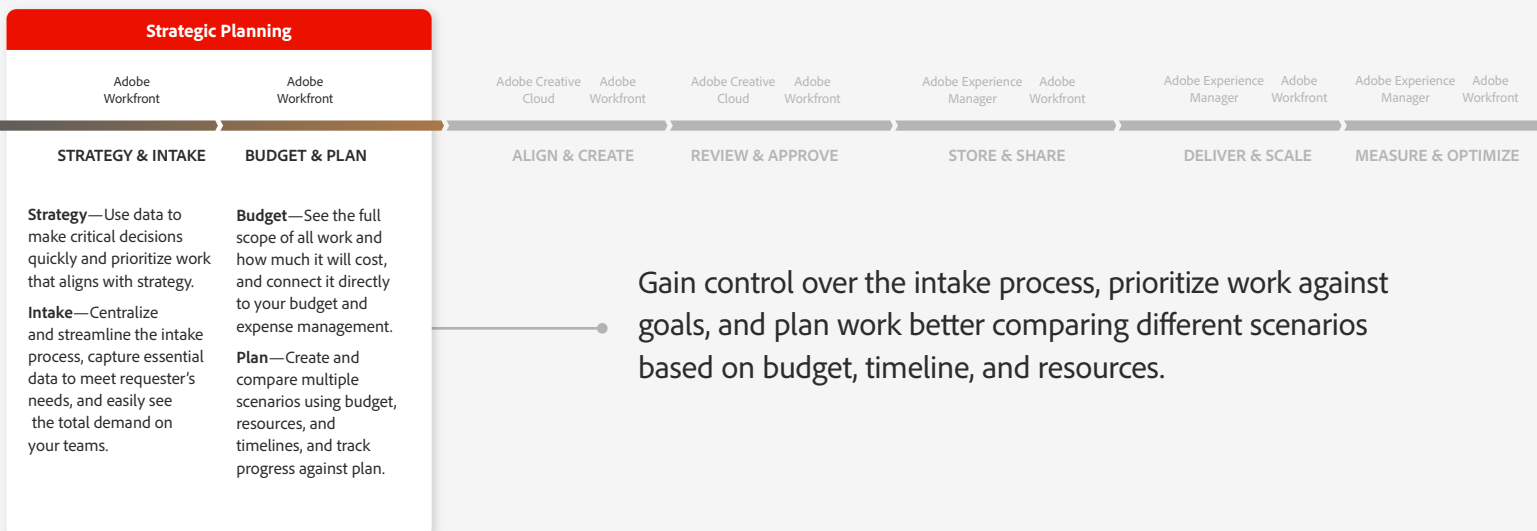 Strategic Planning
Adobe
Workfront
Adobe
Workfront
Adobe Creative
Cloud
Adobe
Workfront
Adobe Creative
Cloud
Adobe
Workfront
Adobe Experience
Manager
Adobe
Workfront
Adobe Experience
Manager
Adobe
Workfront
Adobe Experience
Manager
Adobe
Workfront
STRATEGY & INTAKE
BUDGET & PLAN
ALIGN & CREATE
REVIEW & APPROVE
STORE & SHARE
DELIVER & SCALE
MEASURE & OPTIMIZE
Strategy—Use data to
make critical decisions
quickly and prioritize work
that aligns with strategy.
Intake—Centralize
and streamline the intake
process, capture essential
data to meet requester’s
needs, and easily see
the total demand on
your teams.
Budget—See the full
scope of all work and
how much it will cost,
and connect it directly
to your budget and
expense management.
Plan—Create and
compare multiple
scenarios using budget,
resources, and
timelines, and track
progress against plan.
Gain control over the intake process, prioritize work against
goals, and plan work better comparing different scenarios
based on budget, timeline, and resources.